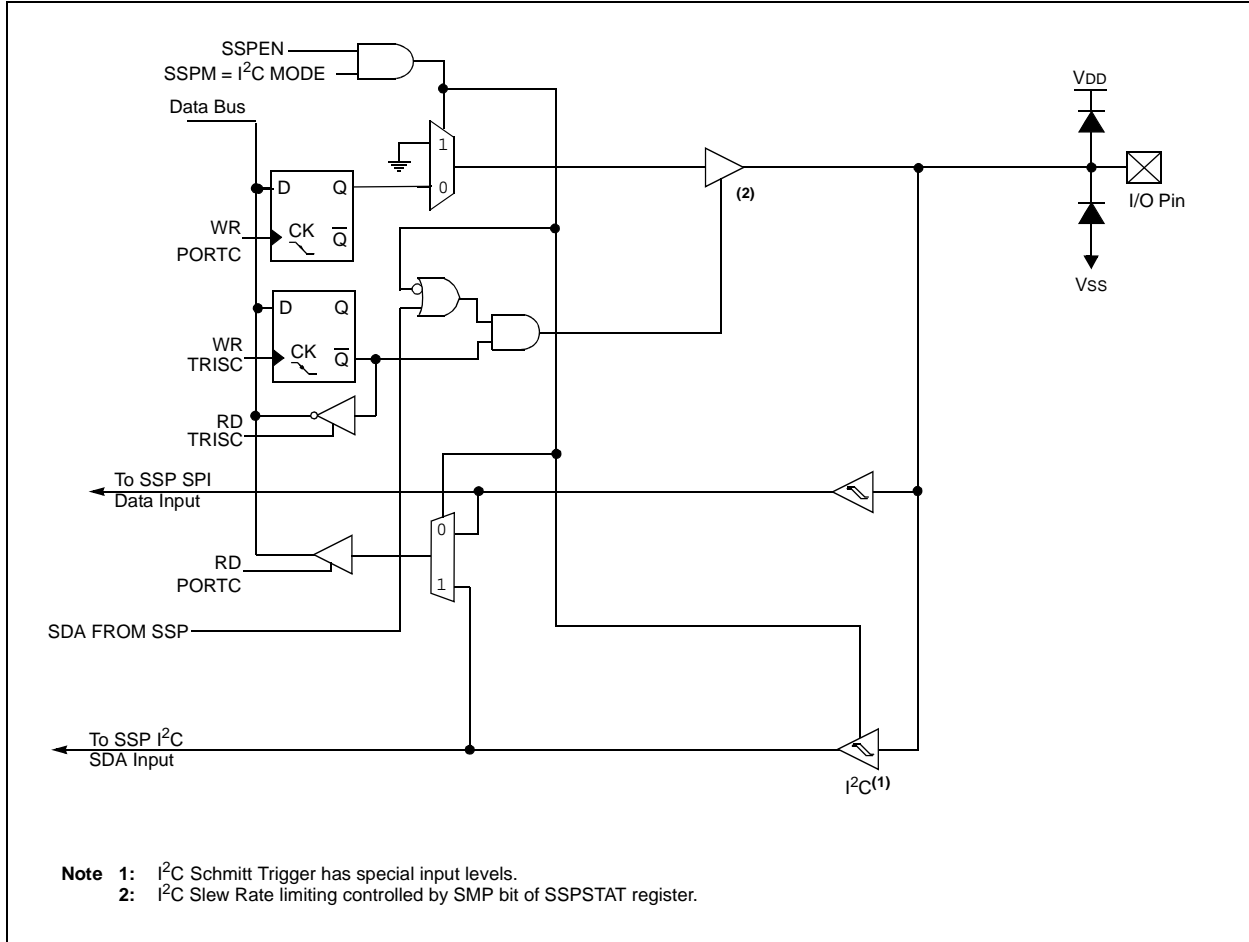 SSPEN
SSPM = I²C MODE
Data Bus
VDD
1
0
(2)
I/O Pin
D Q
WR
PORTC
CK Q̅
VSS
D Q
WR
TRISC
CK Q̅
RD
TRISC
To SSP SPI
Data Input
0
RD
PORTC
1
SDA FROM SSP
To SSP I²C
SDA Input
I²C(1)
Note 1: I²C Schmitt Trigger has special input levels.
2: I²C Slew Rate limiting controlled by SMP bit of SSPSTAT register.